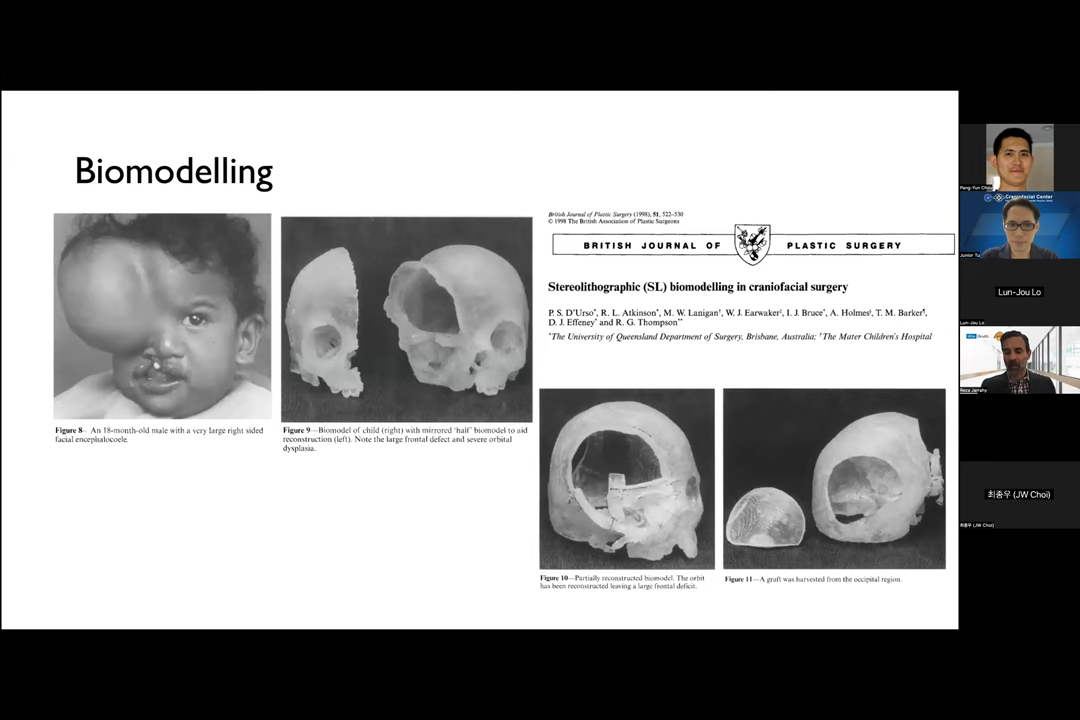 Biomodelling
Figure 8— An 18-month-old male with a very large right sided
facial encephalocoele.
Figure 9—Biomodel of child (right) with mirrored 'half' biomodel to aid
reconstruction (left). Note the large frontal defect and severe orbital
dysplasia.
British Journal of Plastic Surgery (1998), 51, 522–530
© 1998 The British Association of Plastic Surgeons
BRITISH JOURNAL OF PLASTIC SURGERY
Stereolithographic (SL) biomodelling in craniofacial surgery
P. S. D'Urso*, R. L. Atkinson*, M. W. Lanigan†, W. J. Earwaker‡, I. J. Bruce*, A. Holmes§, T. M. Barker¶,
D. J. Effeney* and R. G. Thompson**
*The University of Queensland Department of Surgery, Brisbane, Australia; †The Mater Children's Hospital
Figure 10—Partially reconstructed biomodel. The orbit
has been reconstructed leaving a large frontal deficit.
Figure 11—A graft was harvested from the occipital region.
Pang-Yun Chou
Craniofacial Center
Junior Tu
Lun-Jou Lo
Lun-Jou Lo
Health
Reza Jarrahy
최종우 (JW Choi)
최종우 (JW Choi)